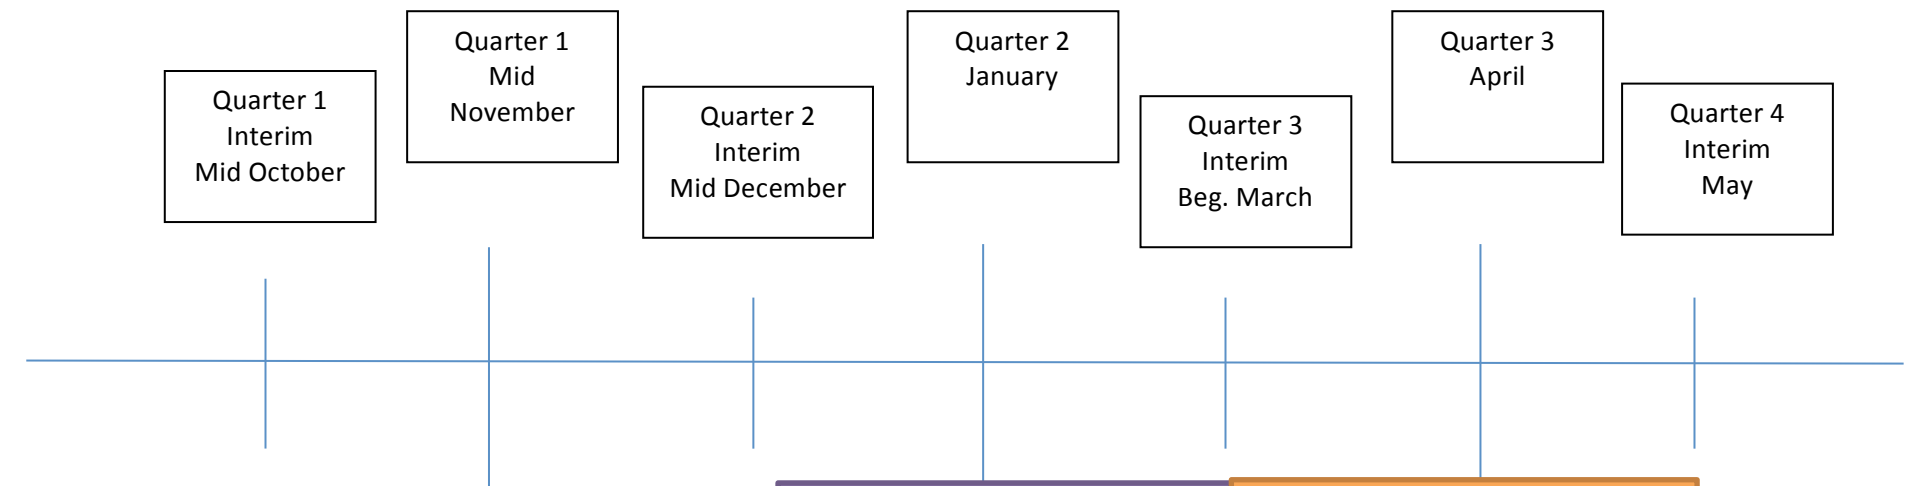 Quarter 1
Interim
Mid October
Quarter 1
Mid
November
Quarter 2
Interim
Mid December
Quarter 2
January
Quarter 3
Interim
Beg. March
Quarter 3
April
Quarter 4
Interim
May